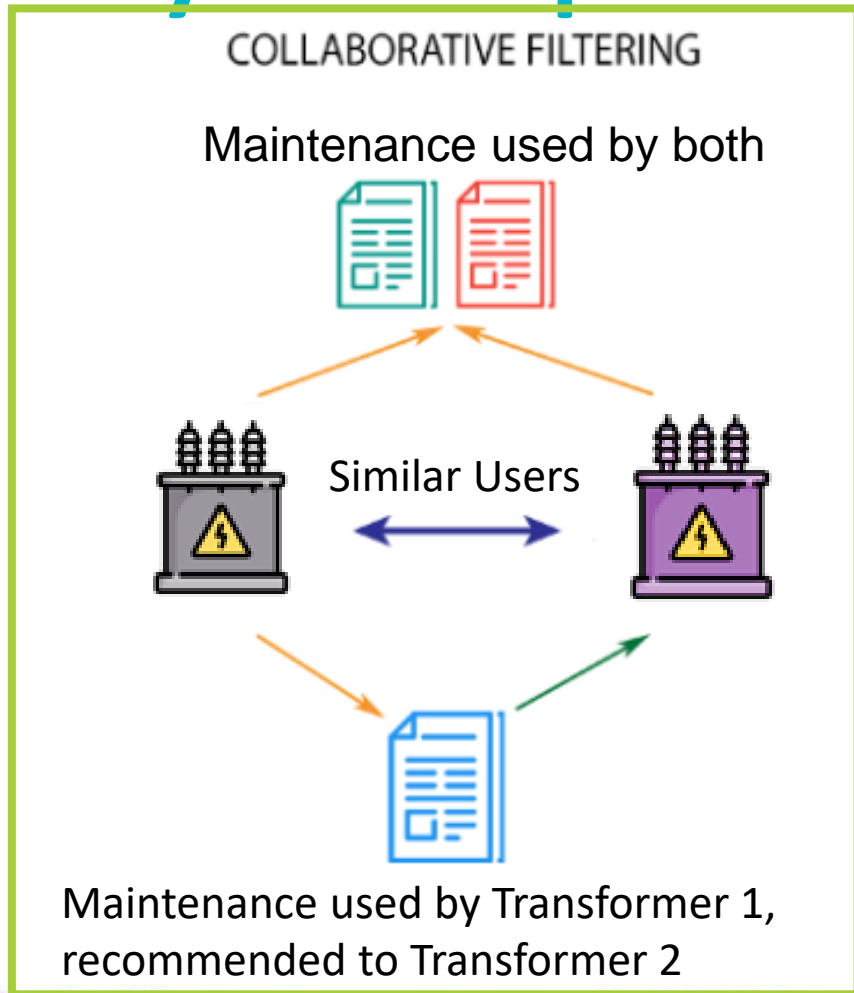 COLLABORATIVE FILTERING
Maintenance used by both
Similar Users
Maintenance used by Transformer 1,
recommended to Transformer 2